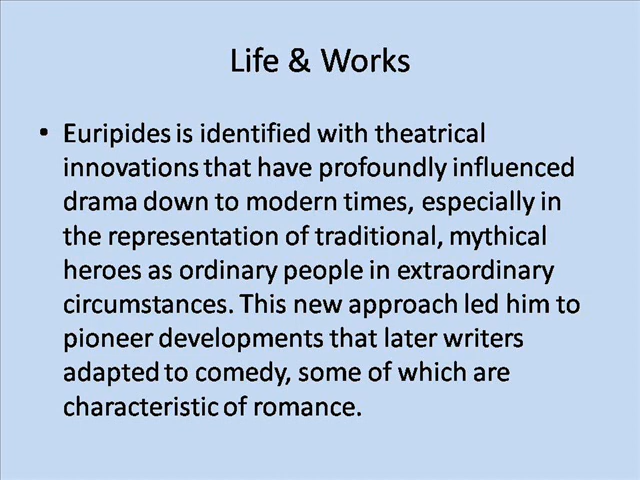 Life & Works
• Euripides is identified with theatrical
innovations that have profoundly influenced
drama down to modern times, especially in
the representation of traditional, mythical
heroes as ordinary people in extraordinary
circumstances. This new approach led him to
pioneer developments that later writers
adapted to comedy, some of which are
characteristic of romance.